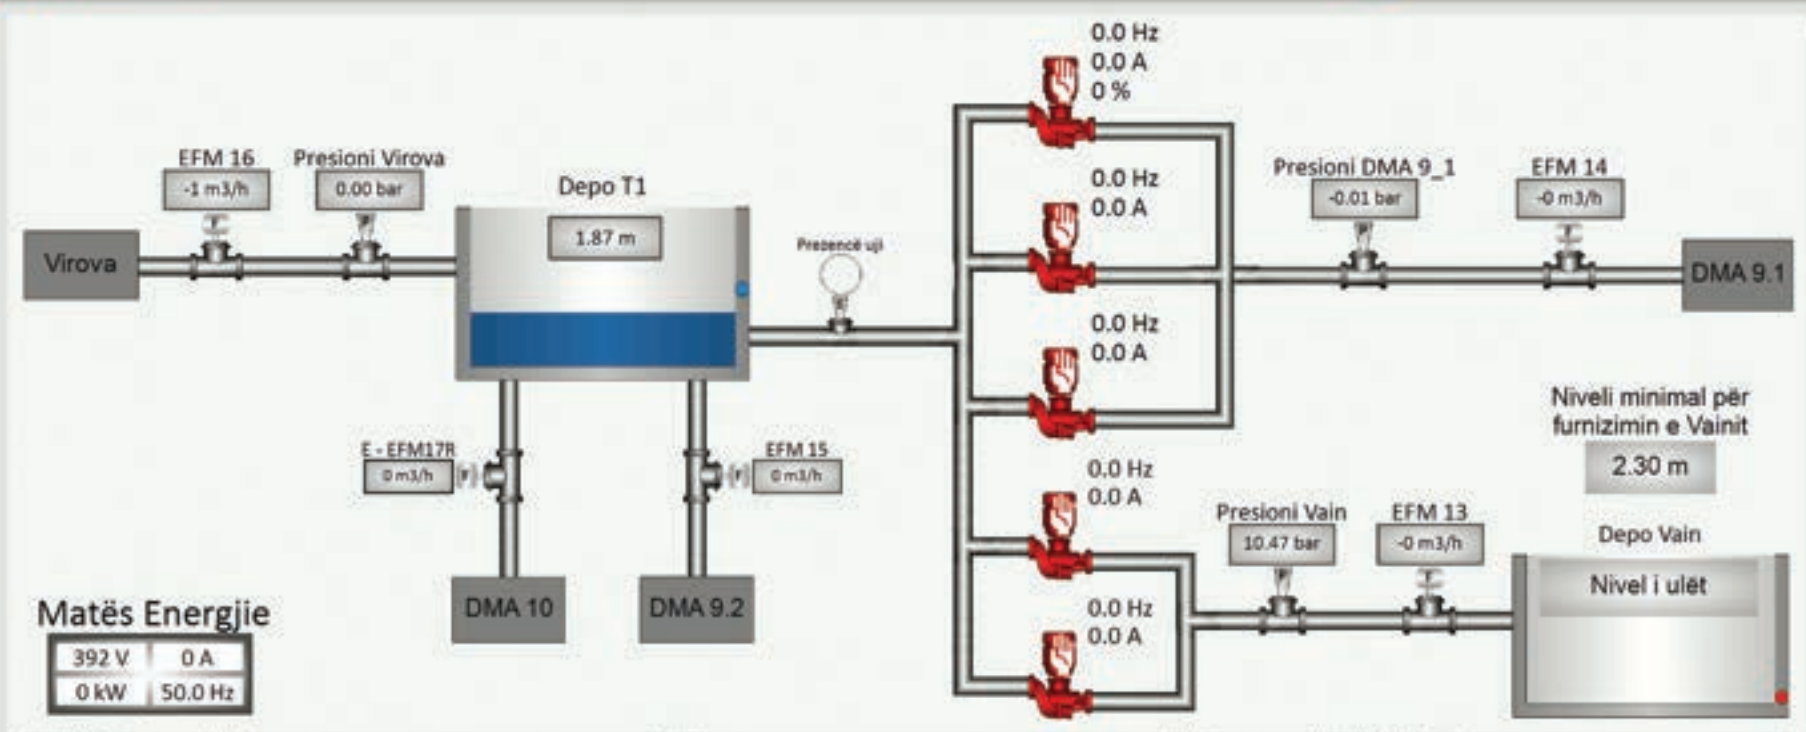 EFM 16
-1 m3/h
F
Presioni Virova
0.00 bar
P
Virova
Depo T1
1.87 m
Prezencë uji
E - EFM17R
0 m3/h
F
EFM 15
0 m3/h
F
DMA 10
DMA 9.2
Matës Energjie
392 V
0 A
0 kW
50.0 Hz
0.0 Hz
0.0 A
0 %
0.0 Hz
0.0 A
0.0 Hz
0.0 A
0.0 Hz
0.0 A
0.0 Hz
0.0 A
Presioni DMA 9_1
-0.01 bar
P
EFM 14
-0 m3/h
F
DMA 9.1
Niveli minimal për
furnizimin e Vainit
2.30 m
Presioni Vain
10.47 bar
P
EFM 13
-0 m3/h
F
Depo Vain
Nivel i ulët